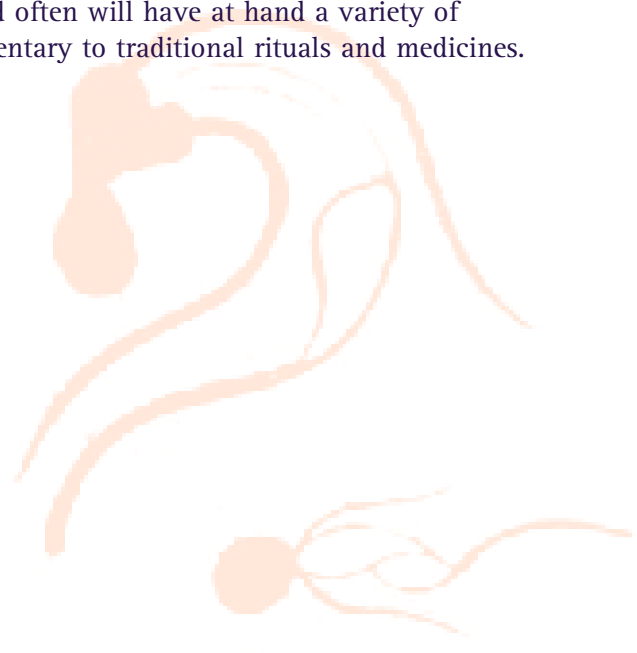 often will have at hand a variety of
entary to traditional rituals and medicines.